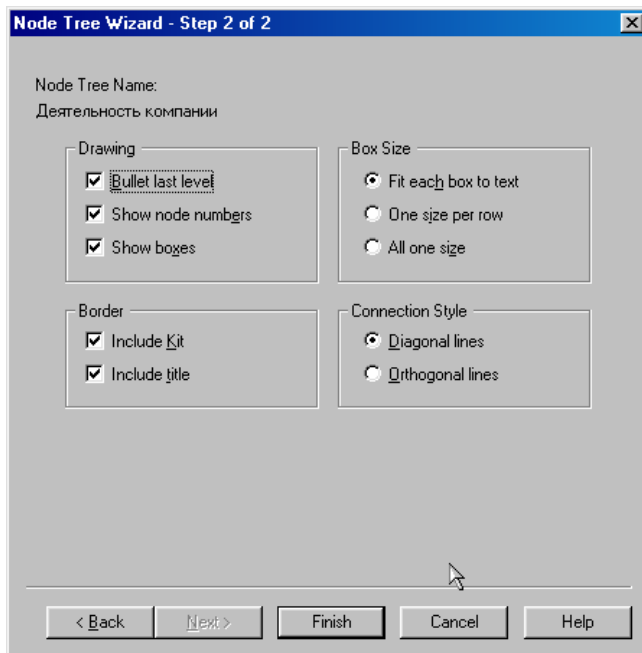 Node Tree Wizard - Step 2 of 2
Node Tree Name:
Деятельность компании
Drawing
Bullet last level
Show node numbers
Show boxes
Box Size
Fit each box to text
One size per row
All one size
Border
Include Kit
Include title
Connection Style
Diagonal lines
Orthogonal lines
< Back
Next >
Finish
Cancel
Help